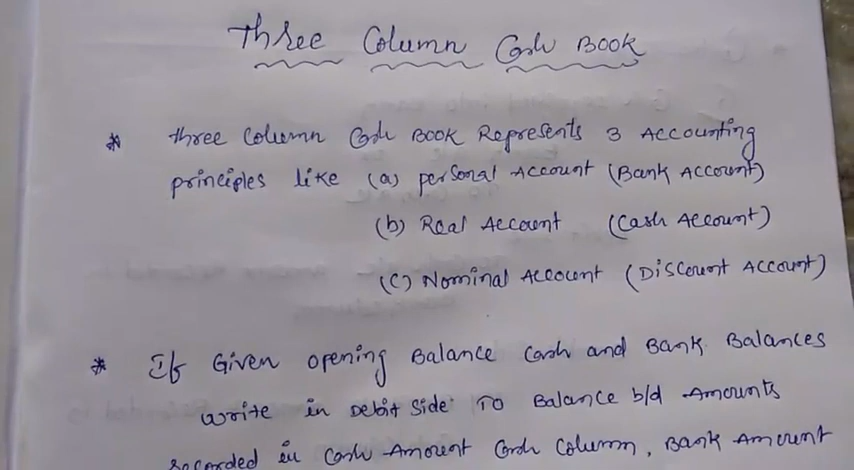 Three Column Cash Book
* Three Column Cash Book Represents 3 Accounting
principles like (a) personal Account (Bank Account)
(b) Real Account (Cash Account)
(c) Nominal Account (Discount Account)
* If Given opening Balance Cash and Bank Balances
write in Debit side To Balance b/d Amounts
recorded in Cash Amount Cash Column, Bank Amount